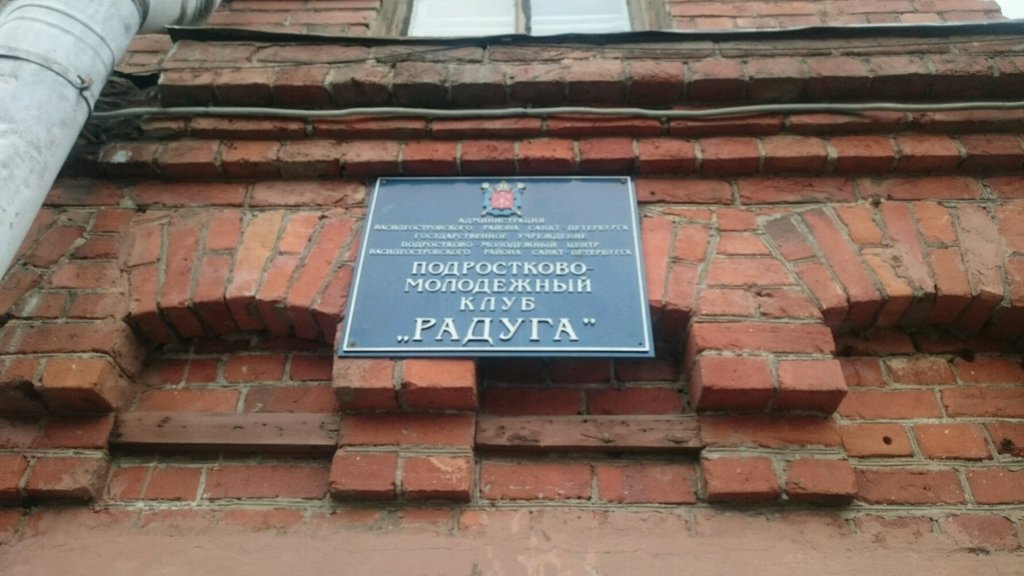 АДМИНИСТРАЦИЯ
ВАСИЛЕОСТРОВСКОГО РАЙОНА САНКТ-ПЕТЕРБУРГА
ГОСУДАРСТВЕННОЕ УЧРЕЖДЕНИЕ
ПОДРОСТКОВО-МОЛОДЕЖНЫЙ ЦЕНТР
ВАСИЛЕОСТРОВСКОГО РАЙОНА САНКТ-ПЕТЕРБУРГА
ПОДРОСТКОВО-
МОЛОДЕЖНЫЙ
КЛУБ
„РАДУГА"